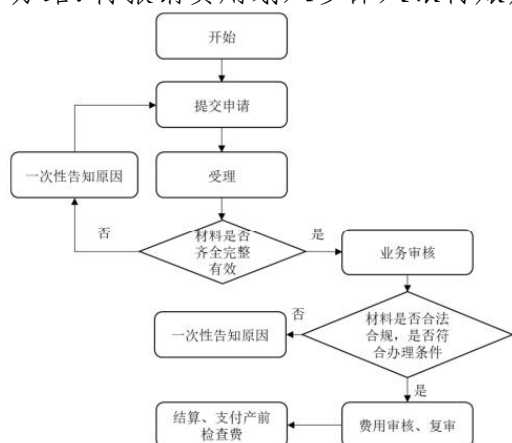 开始
提交申请
一次性告知原因
受理
否
材料是否
齐全完整
有效
是
业务审核
否
材料是否合法
合规，是否符
合办理条件
一次性告知原因
是
结算、支付产前
检查费
费用审核、复审